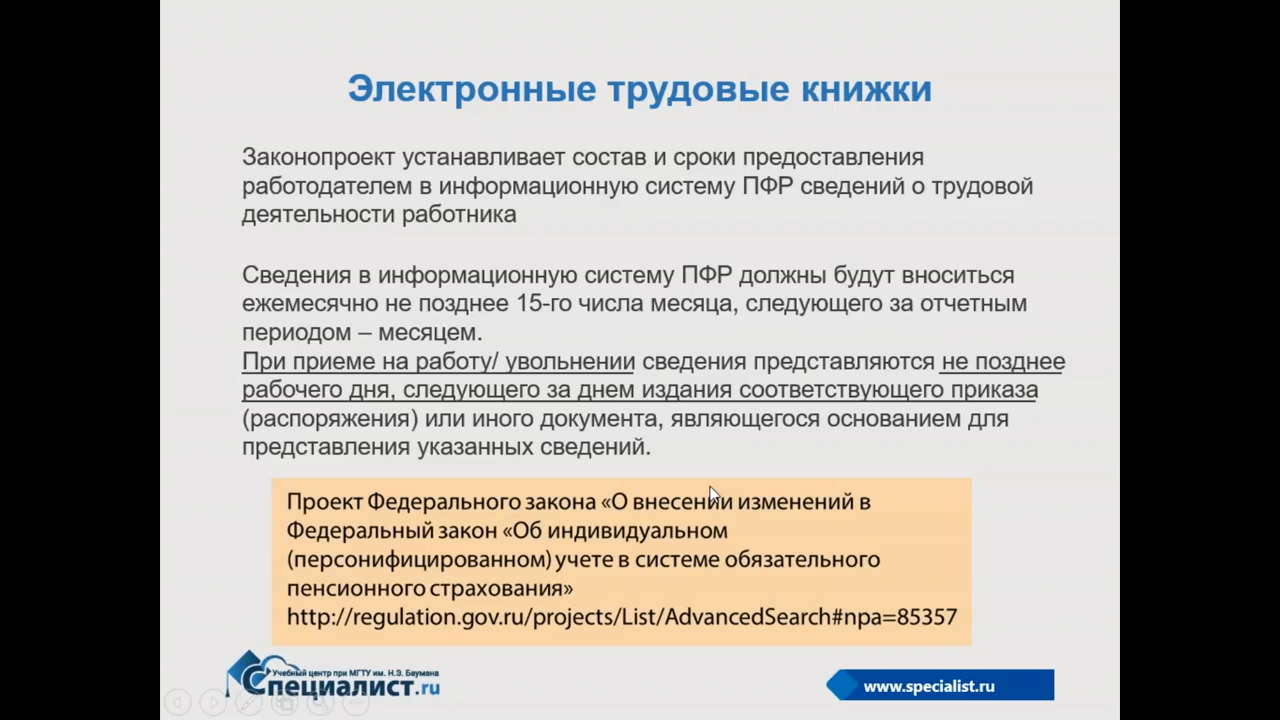 Электронные трудовые книжки
Законопроект устанавливает состав и сроки предоставления
работодателем в информационную систему ПФР сведений о трудовой
деятельности работника
Сведения в информационную систему ПФР должны будут вноситься
ежемесячно не позднее 15-го числа месяца, следующего за отчетным
периодом – месяцем.
При приеме на работу/ увольнении сведения представляются не позднее
рабочего дня, следующего за днем издания соответствующего приказа
(распоряжения) или иного документа, являющегося основанием для
представления указанных сведений.
Проект Федерального закона «О внесении изменений в
Федеральный закон «Об индивидуальном
(персонифицированном) учете в системе обязательного
пенсионного страхования»
http://regulation.gov.ru/projects/List/AdvancedSearch#npa=85357
Учебный центр при МГТУ им. Н.Э. Баумана
Специалист.ru
www.specialist.ru